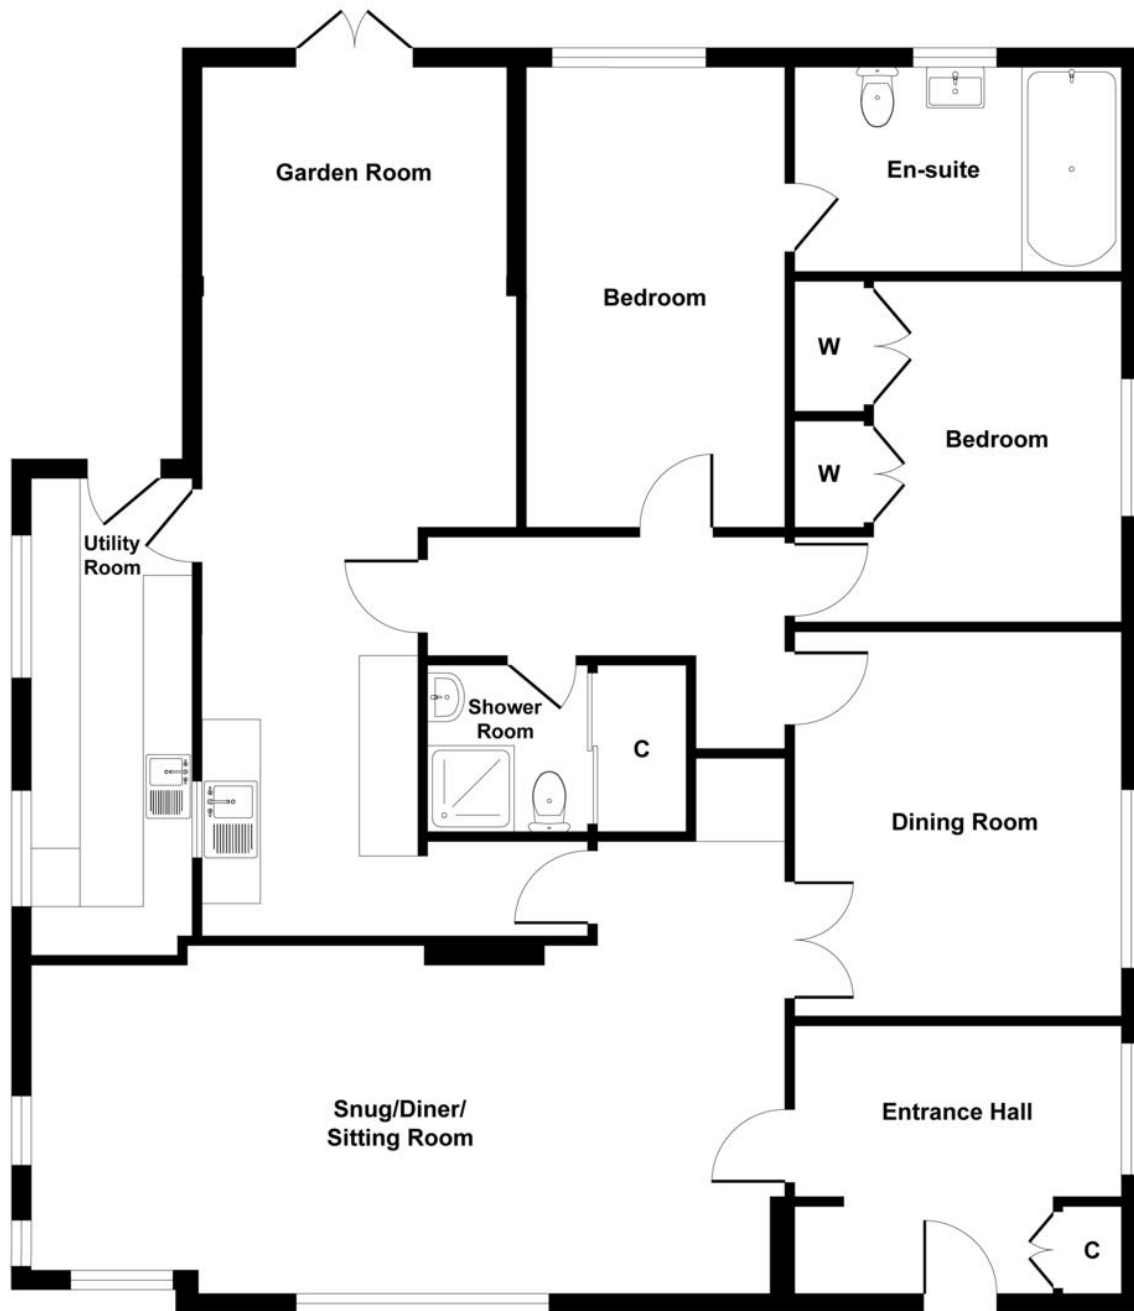 Garden Room
En-suite
Bedroom
W
Bedroom
W
Utility
Room
Shower
Room
C
Dining Room
Snug/Diner/
Sitting Room
Entrance Hall
C